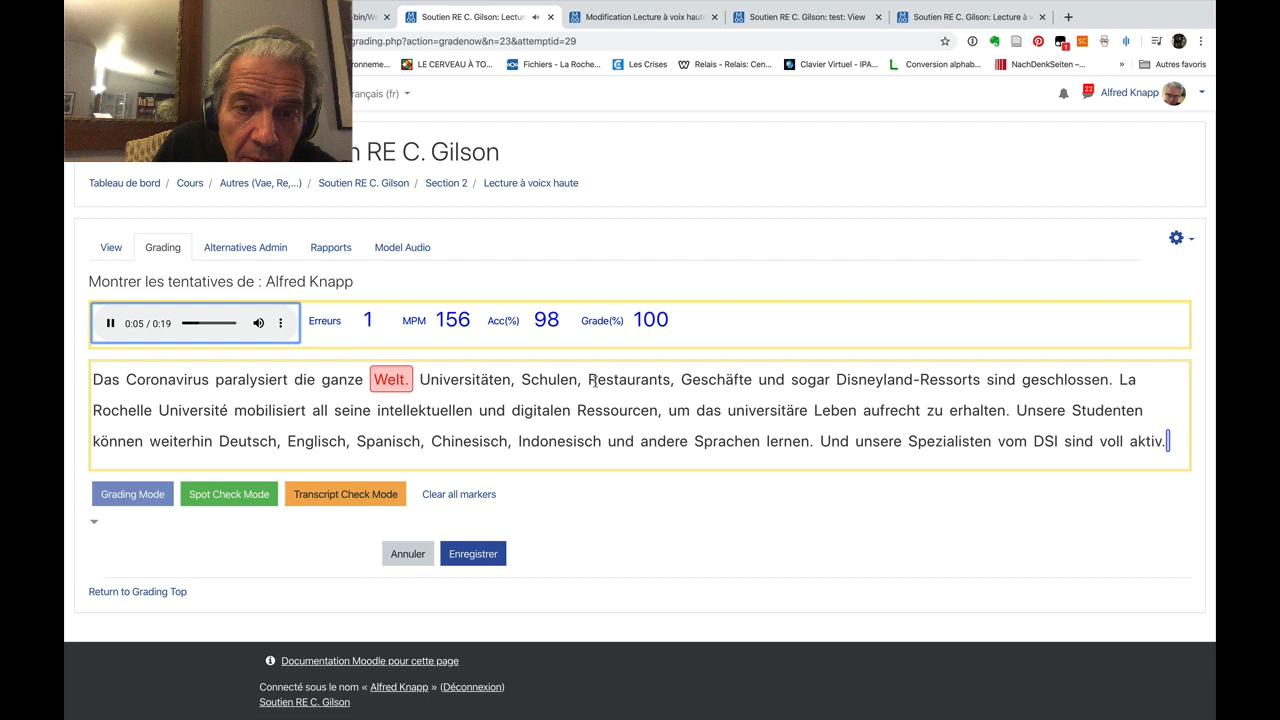 -bin/We
Soutien RE C. Gilson: Lectur
Modification Lecture à voix haut
Soutien RE C. Gilson: test: View
Soutien RE C. Gilson: Lecture à v
grading.php?action=gradenow&n=23&attemptid=29
ronneme...
LE CERVEAU À TO...
Fichiers - La Roche...
Les Crises
Relais - Relais: Cen...
Clavier Virtuel - IPA...
Conversion alphab...
NachDenkSeiten –...
»
Autres favoris
rançais (fr)
22
Alfred Knapp
n RE C. Gilson
Tableau de bord / Cours / Autres (Vae, Re,...) / Soutien RE C. Gilson / Section 2 / Lecture à voicx haute
View Grading Alternatives Admin Rapports Model Audio
Montrer les tentatives de : Alfred Knapp
0:05 / 0:19 Erreurs 1 MPM 156 Acc(%) 98 Grade(%) 100
Das Coronavirus paralysiert die ganze Welt. Universitäten, Schulen, Restaurants, Geschäfte und sogar Disneyland-Ressorts sind geschlossen. La
Rochelle Université mobilisiert all seine intellektuellen und digitalen Ressourcen, um das universitäre Leben aufrecht zu erhalten. Unsere Studenten
können weiterhin Deutsch, Englisch, Spanisch, Chinesisch, Indonesisch und andere Sprachen lernen. Und unsere Spezialisten vom DSI sind voll aktiv.
Grading Mode Spot Check Mode Transcript Check Mode Clear all markers
Annuler Enregistrer
Return to Grading Top
Documentation Moodle pour cette page
Connecté sous le nom « Alfred Knapp » (Déconnexion)
Soutien RE C. Gilson